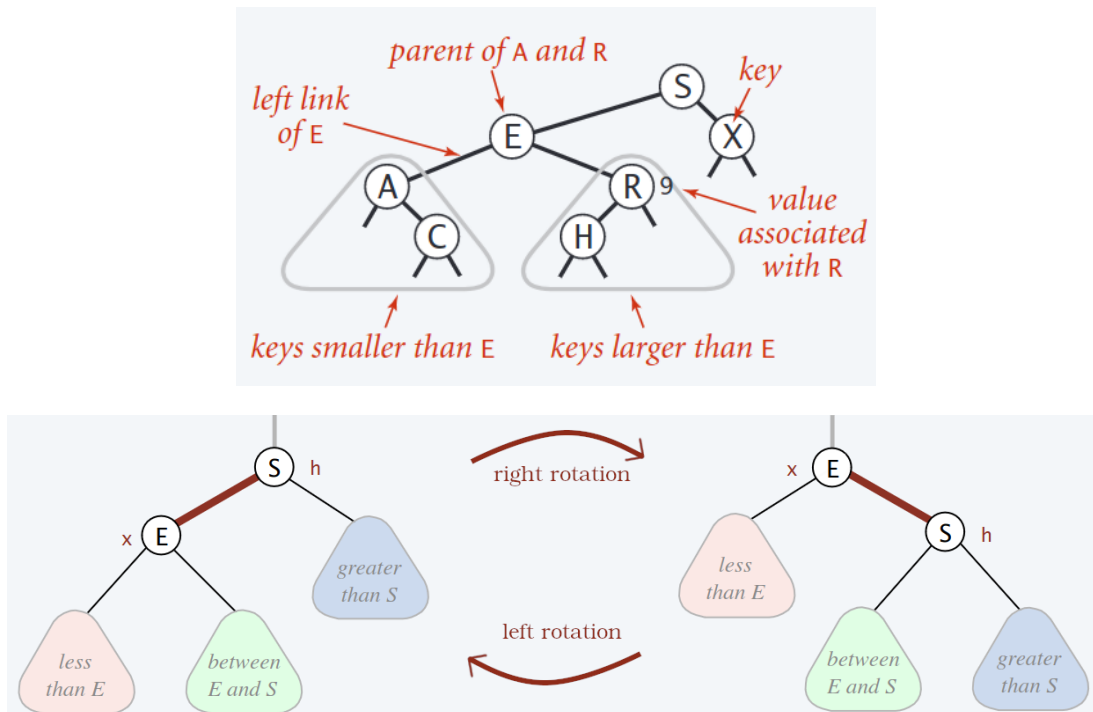 parent of A and R
key
left link
of E
S
E
X
A
R 9
C
H
value
associated
with R
keys smaller than E
keys larger than E
S h
x E
greater
than S
less
than E
between
E and S
right rotation
left rotation
x E
S h
less
than E
between
E and S
greater
than S